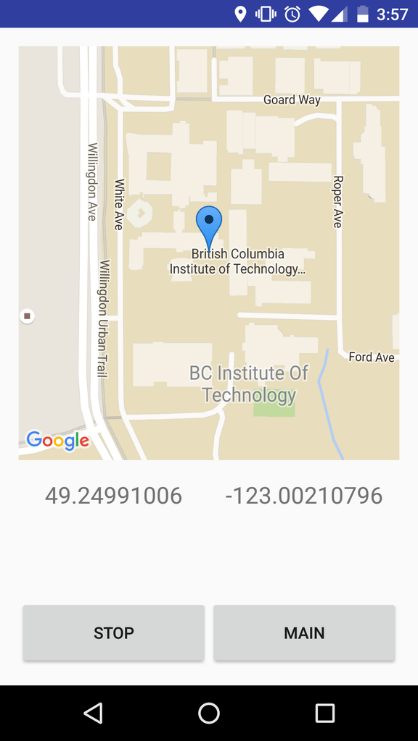 3:57
Goard Way
Willingdon Ave
White Ave
Roper Ave
British Columbia
Institute of Technology...
Willingdon Urban Trail
Ford Ave
BC Institute Of
Technology
Google
49.24991006 -123.00210796
STOP MAIN